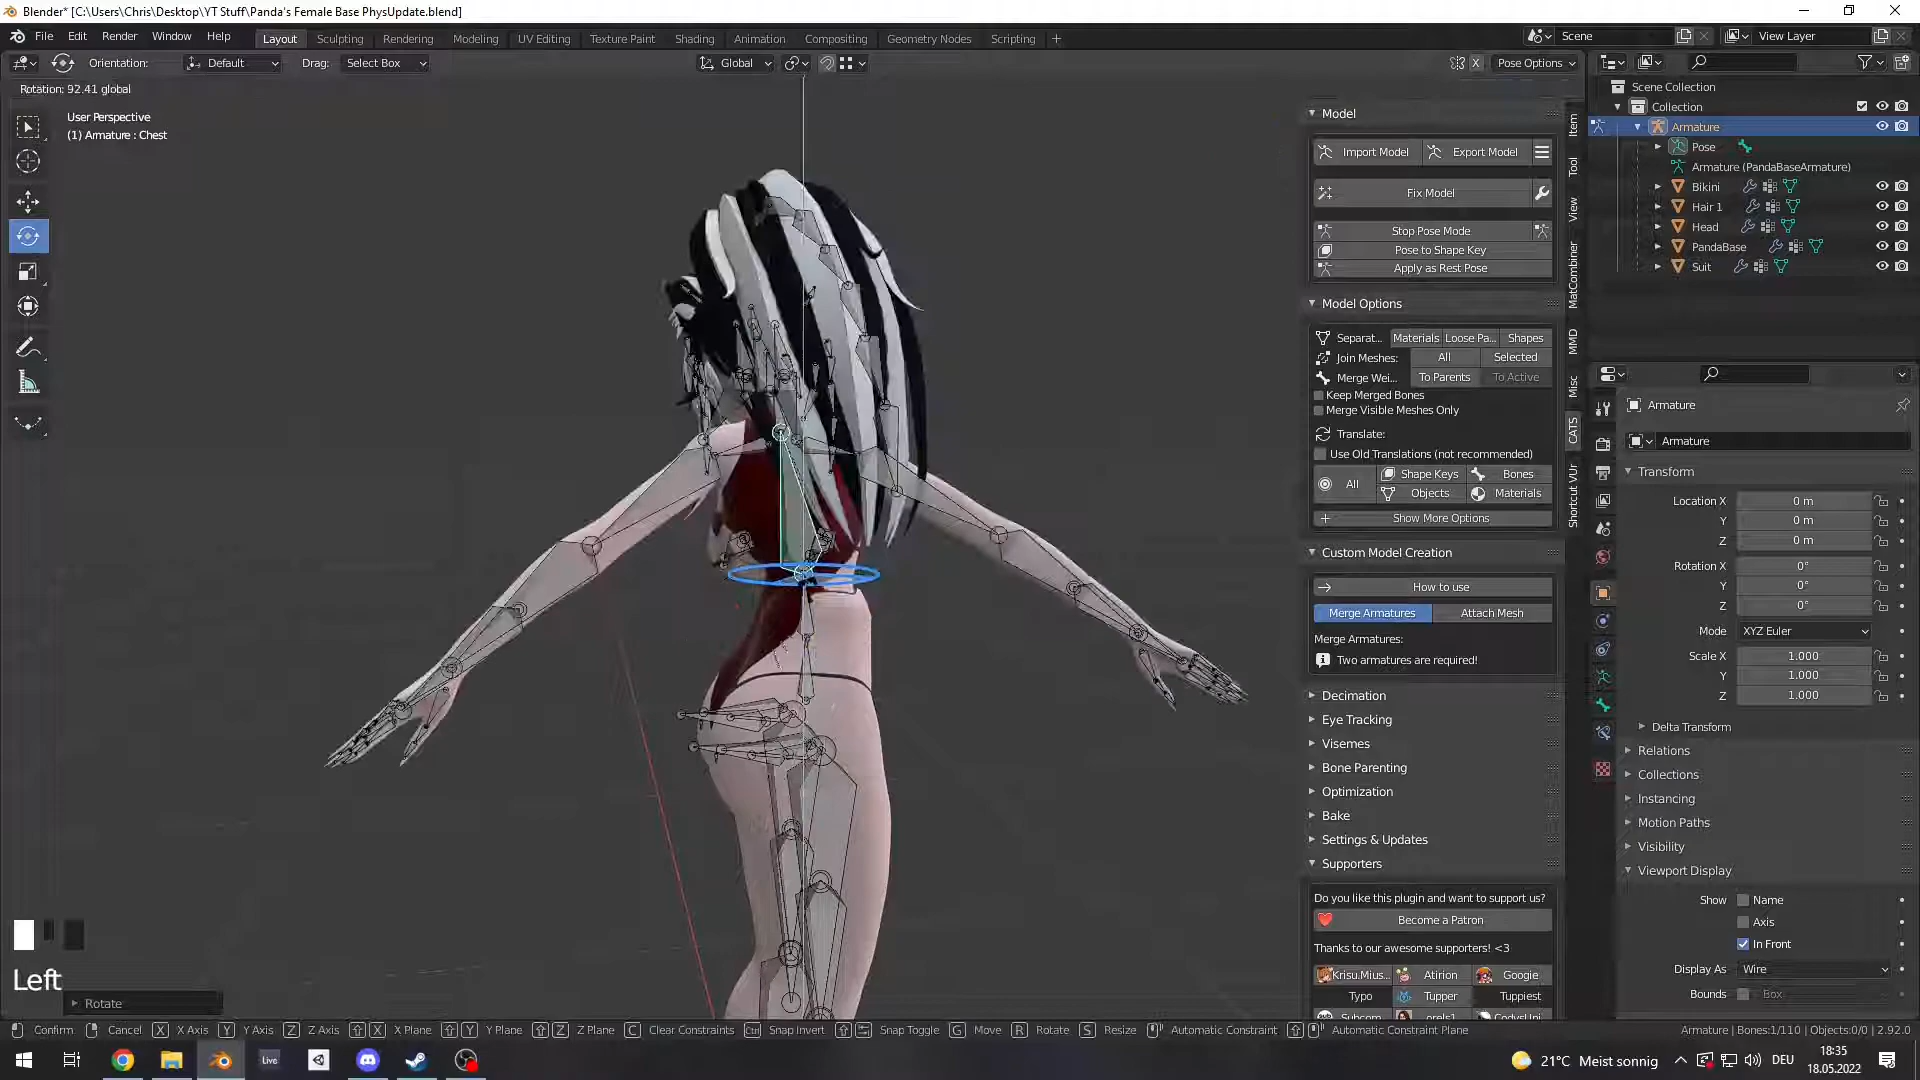 Blender* [C:\Users\Chris\Desktop\YT Stuff\Panda's Female Base PhysUpdate.blend]
File Edit Render Window Help Layout Sculpting Rendering Modeling UV Editing Texture Paint Shading Animation Compositing Geometry Nodes Scripting + Scene View Layer
Orientation: Default Drag: Select Box Global X Pose Options
Rotation: 92.41 global
User Perspective
(1) Armature : Chest
Model
Import Model Export Model
Fix Model
Stop Pose Mode
Pose to Shape Key
Apply as Rest Pose
Model Options
Separat... Materials Loose Pa... Shapes
Join Meshes: All Selected
Merge Wei... To Parents To Active
Keep Merged Bones
Merge Visible Meshes Only
Translate:
Use Old Translations (not recommended)
All Shape Keys Bones
Objects Materials
Show More Options
Custom Model Creation
How to use
Merge Armatures Attach Mesh
Merge Armatures:
Two armatures are required!
Decimation
Eye Tracking
Visemes
Bone Parenting
Optimization
Bake
Settings & Updates
Supporters
Do you like this plugin and want to support us?
Become a Patron
Thanks to our awesome supporters! <3
Krisu.Mius... Atirion Googie
Typo Tupper Tuppiest
Item
Tool
View
MatCombiner
MMD
Misc
CATS
Shortcut VUr
Scene Collection
Collection
Armature
Pose
Armature (PandaBaseArmature)
Bikini
Hair 1
Head
PandaBase
Suit
Armature
Armature
Transform
Location X 0 m
Y 0 m
Z 0 m
Rotation X 0°
Y 0°
Z 0°
Mode XYZ Euler
Scale X 1.000
Y 1.000
Z 1.000
Delta Transform
Relations
Collections
Instancing
Motion Paths
Visibility
Viewport Display
Show Name
Axis
In Front
Display As Wire
Bounds Box
Left
Rotate
Confirm Cancel X X Axis Y Y Axis Z Z Axis X X Plane Y Y Plane Z Z Plane C Clear Constraints Ctrl Snap Invert Snap Toggle G Move R Rotate S Resize Automatic Constraint Automatic Constraint Plane Armature | Bones:1/110 | Objects:0/0 | 2.92.0
Live 21°C Meist sonnig DEU 18:35
18.05.2022